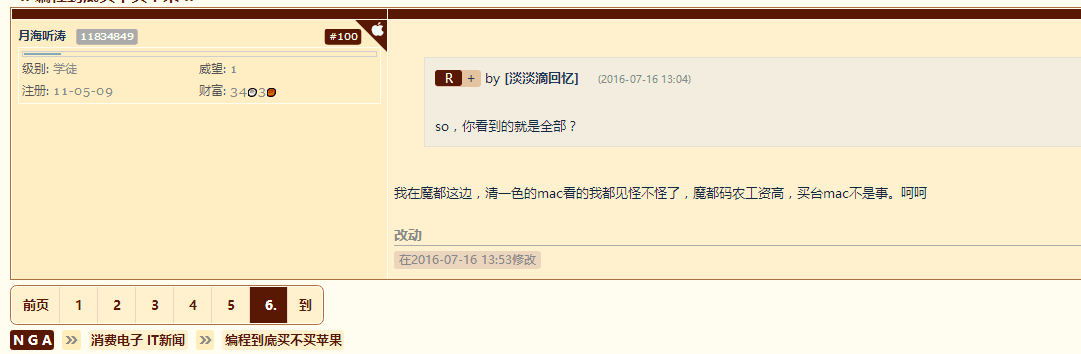 月海听涛 11834849 #100
级别: 学徒 威望: 1
注册: 11-05-09 财富: 34 3
R + by [淡淡滴回忆] (2016-07-16 13:04)
so，你看到的就是全部？
我在魔都这边，清一色的mac看的我都见怪不怪了，魔都码农工资高，买台mac不是事。呵呵
改动
在2016-07-16 13:53修改
前页 1 2 3 4 5 6. 到
NGA » 消费电子 IT新闻 » 编程到底买不买苹果